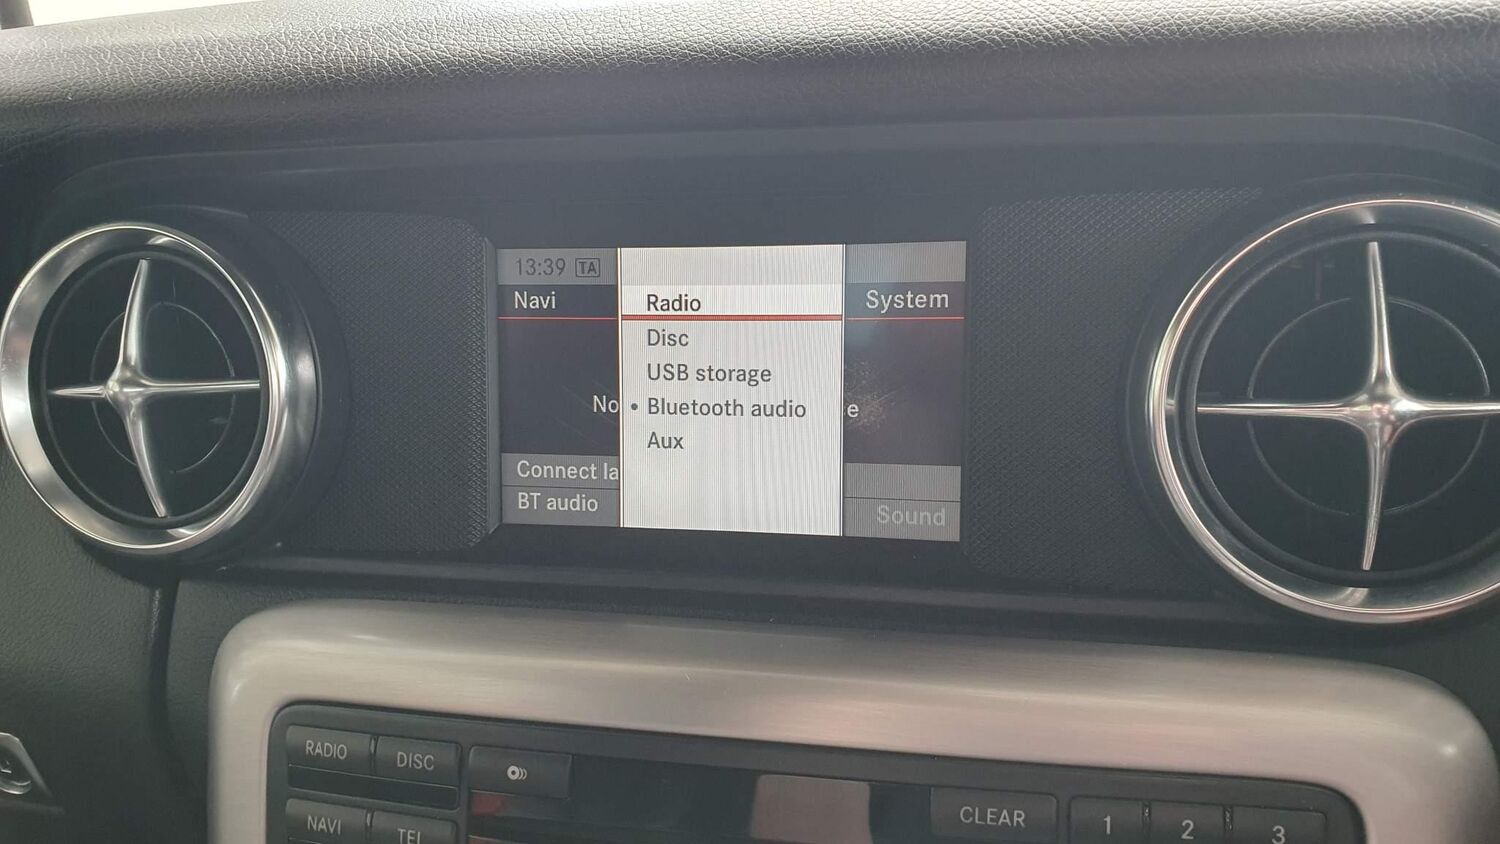 13:39 TA
Navi
Radio
System
Disc
USB storage
No
• Bluetooth audio
e
Aux
Connect la
BT audio
Sound
RADIO
DISC
CLEAR
1
2
3
NAVI
TEL